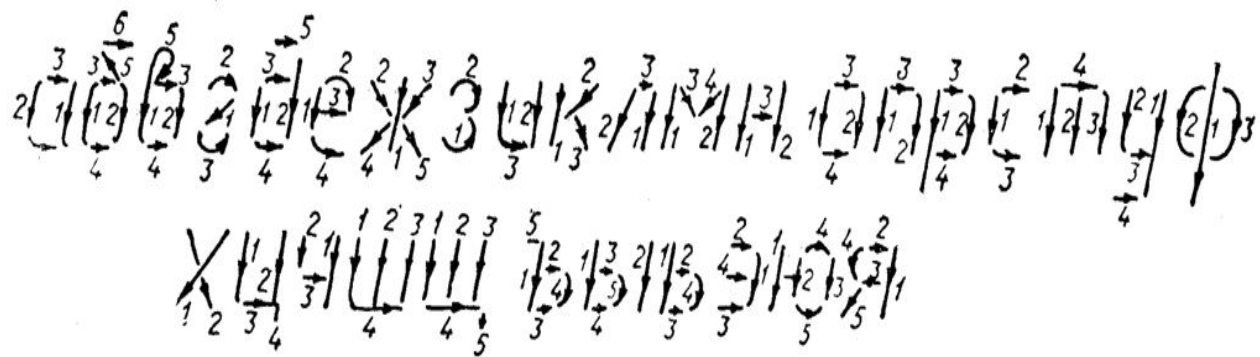 а б в г д е ж з и к л м н о п р с т у ф
х ц ч ш щ ъ ы ь э ю я